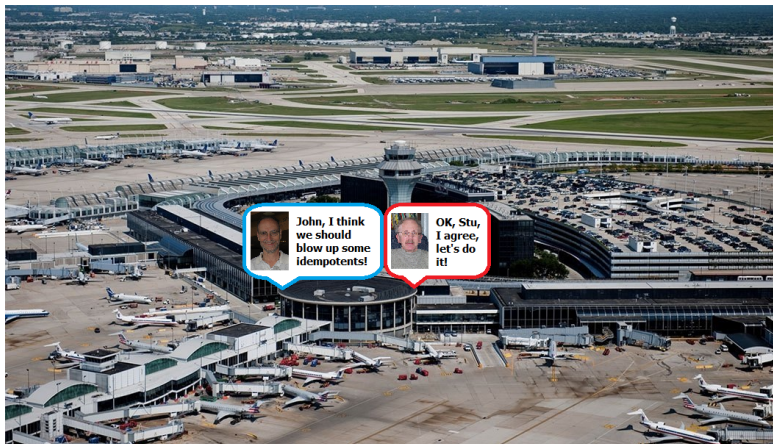 John, I think
we should
blow up some
idempotents!
OK, Stu,
I agree,
let's do
it!